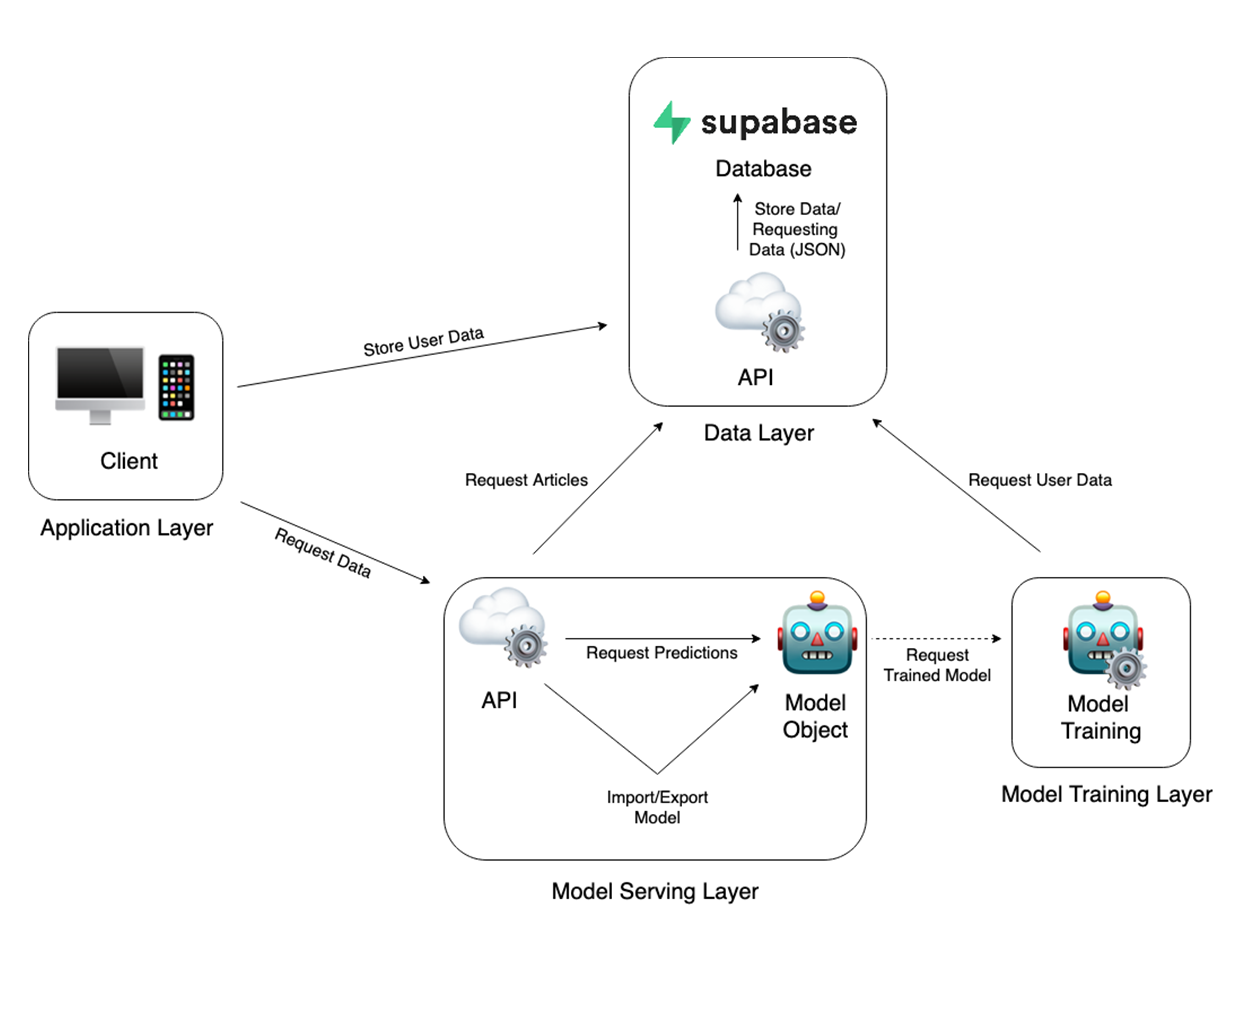 supabase
Database
Store Data/
Requesting
Data (JSON)
API
Data Layer
Store User Data
Client
Application Layer
Request Data
Request Articles
Request User Data
API
Request Predictions
Model
Object
Import/Export
Model
Model Serving Layer
Request
Trained Model
Model
Training
Model Training Layer